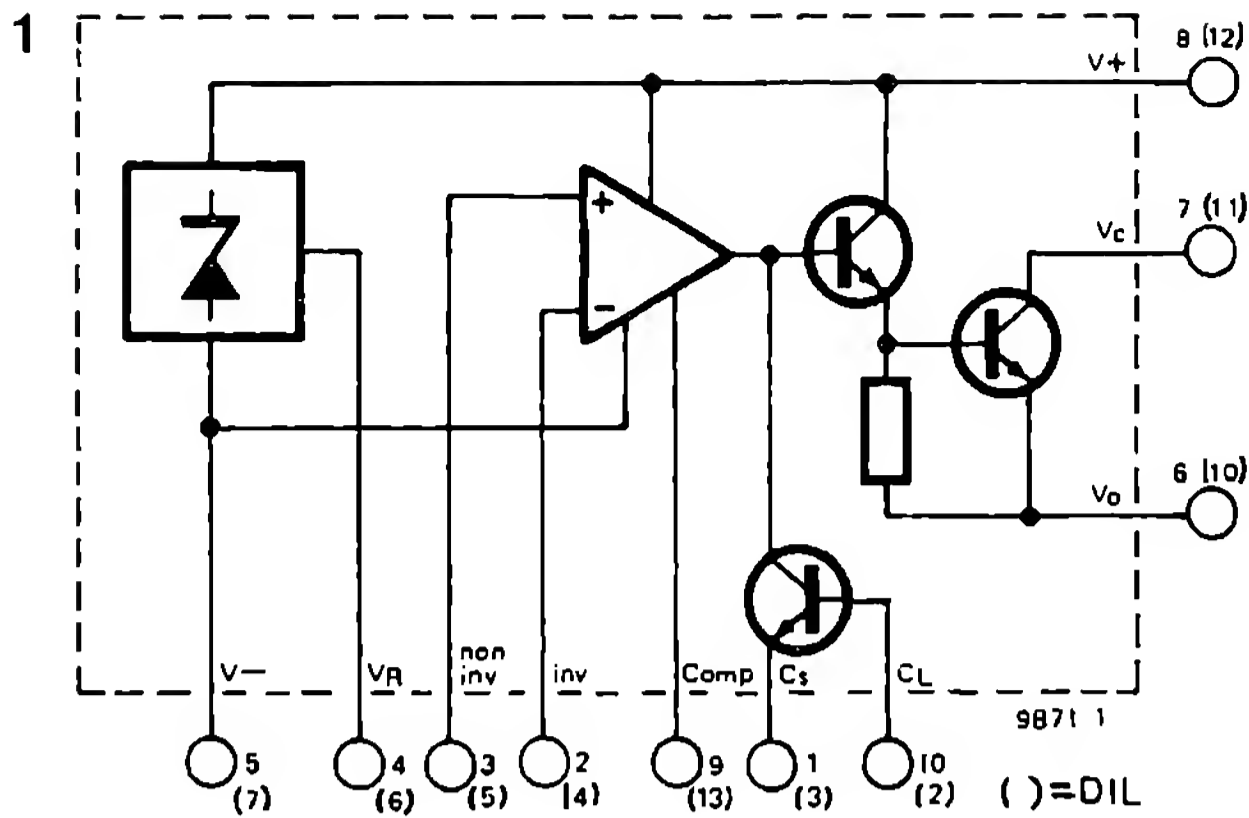 1
8 (12)
V+
7 (11)
Vc
+
−
6 (10)
Vo
V−
VR
non
inv
inv
Comp
Cs
CL
9871 1
5
(7)
4
(6)
3
(5)
2
(4)
9
(13)
1
(3)
10
(2)
( )=DIL